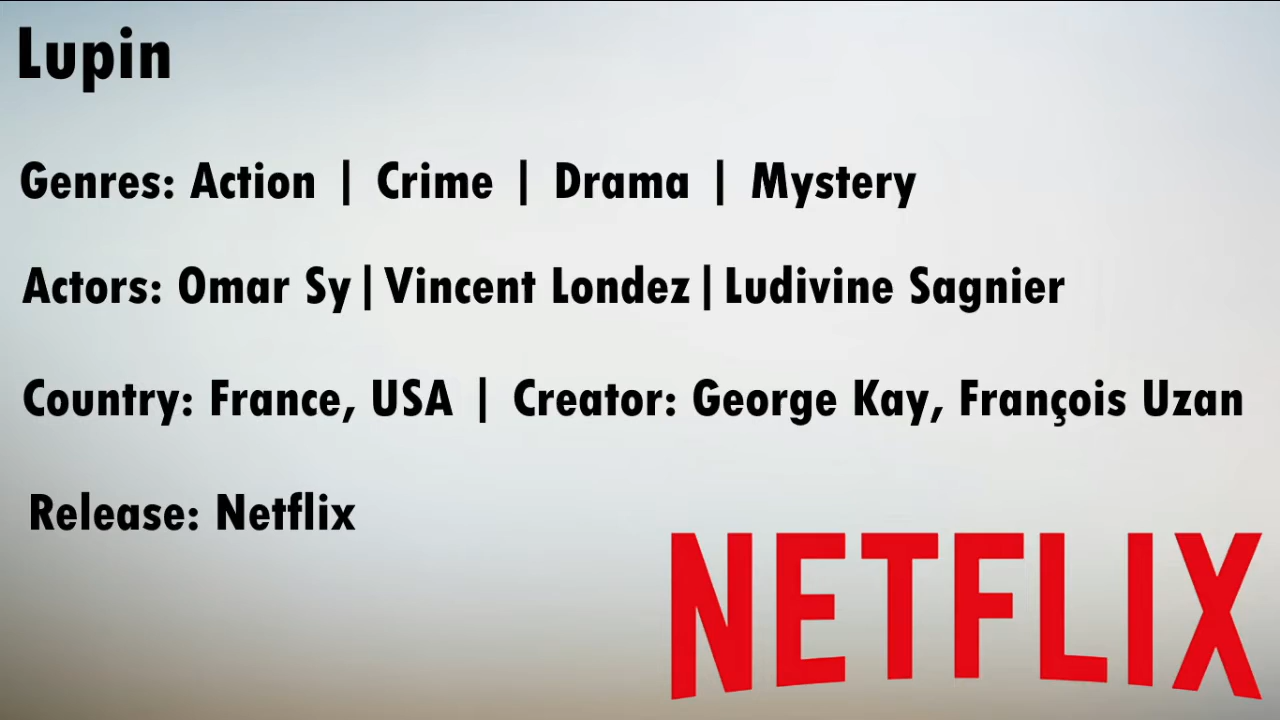 Lupin
Genres: Action | Crime | Drama | Mystery
Actors: Omar Sy|Vincent Londez|Ludivine Sagnier
Country: France, USA | Creator: George Kay, François Uzan
Release: Netflix
NETFLIX